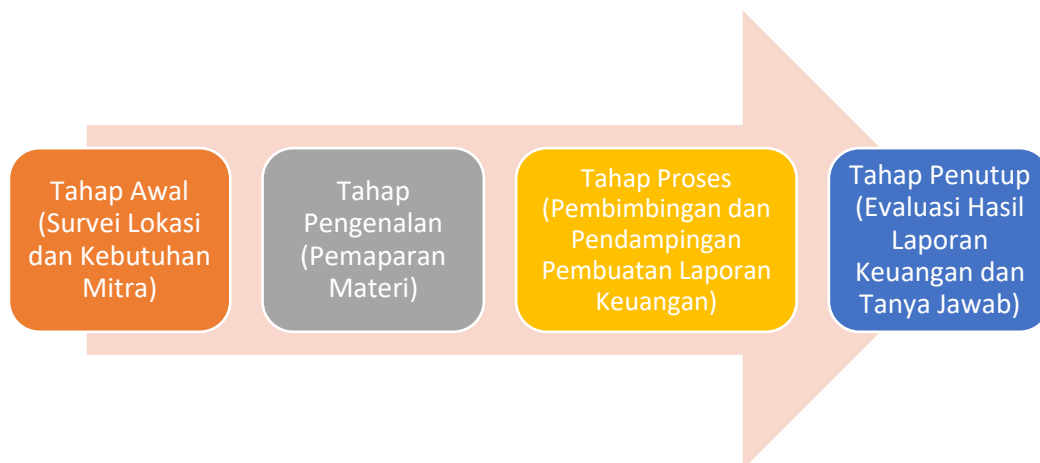 Tahap Awal
(Survei Lokasi
dan Kebutuhan
Mitra)
Tahap
Pengenalan
(Pemaparan
Materi)
Tahap Proses
(Pembimbingan dan
Pendampingan
Pembuatan Laporan
Keuangan)
Tahap Penutup
(Evaluasi Hasil
Laporan
Keuangan dan
Tanya Jawab)